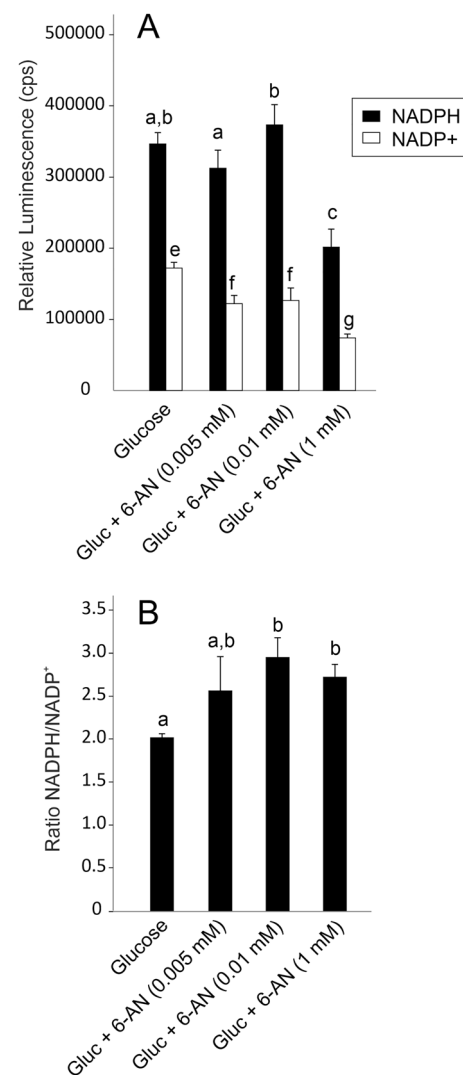 A
500000
400000
300000
200000
100000
0
Relative Luminescence (cps)
a,b
a
b
c
e
f
f
g
NADPH
NADP+
Glucose
Gluc + 6-AN (0.005 mM)
Gluc + 6-AN (0.01 mM)
Gluc + 6-AN (1 mM)
B
3.5
3.0
2.5
2.0
1.5
1.0
0.5
0
Ratio NADPH/NADP⁺
a
a,b
b
b
Glucose
Gluc + 6-AN (0.005 mM)
Gluc + 6-AN (0.01 mM)
Gluc + 6-AN (1 mM)